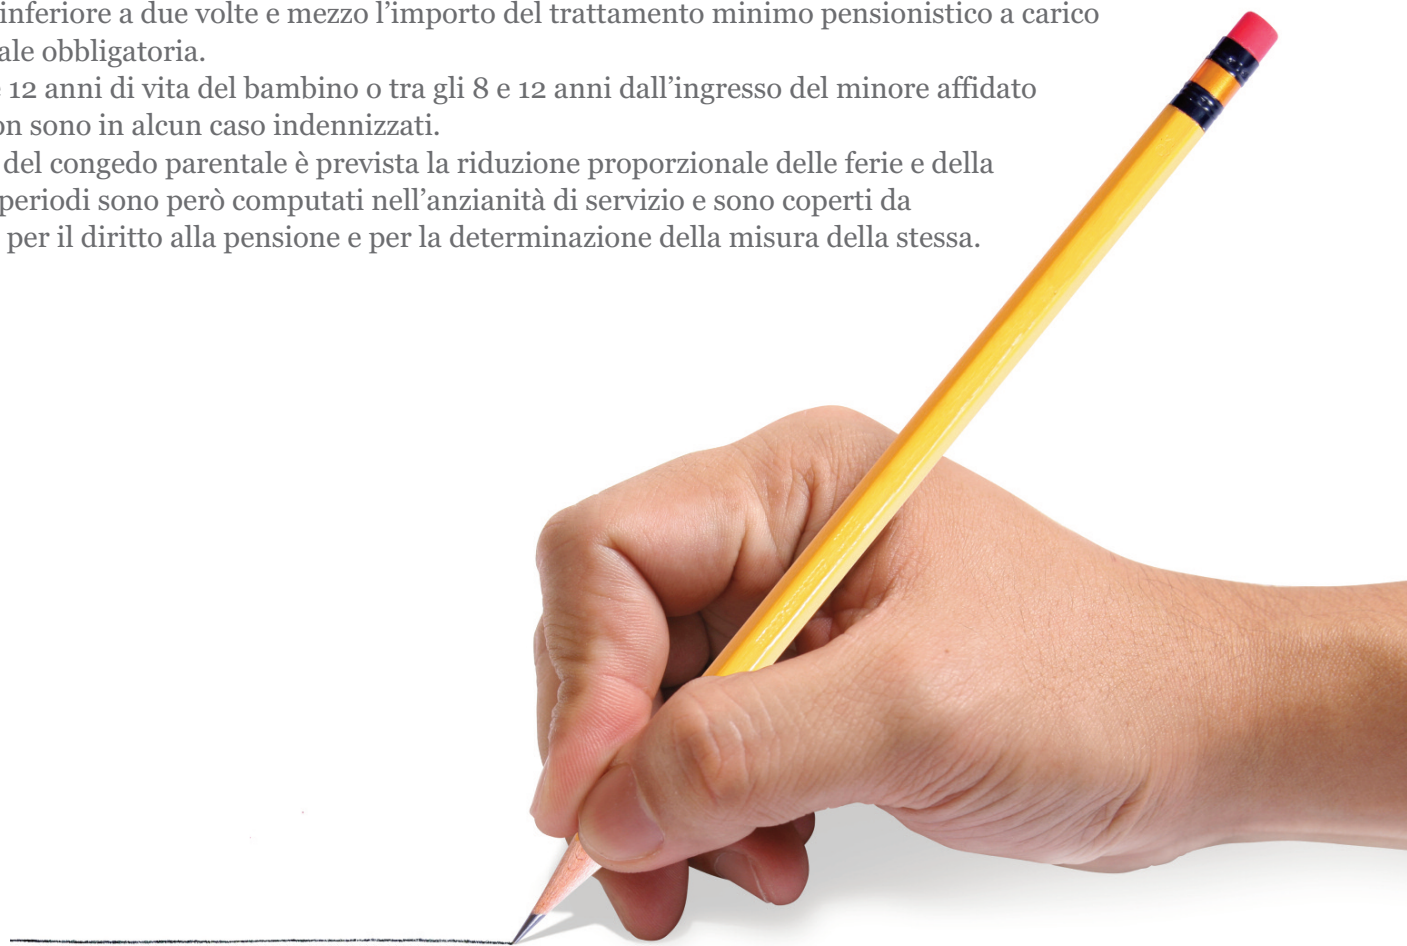 inferiore a due volte e mezzo l’importo del trattamento minimo pensionistico a carico
ale obbligatoria.
e 12 anni di vita del bambino o tra gli 8 e 12 anni dall’ingresso del minore affidato
on sono in alcun caso indennizzati.
del congedo parentale è prevista la riduzione proporzionale delle ferie e della
periodi sono però computati nell’anzianità di servizio e sono coperti da
per il diritto alla pensione e per la determinazione della misura della stessa.